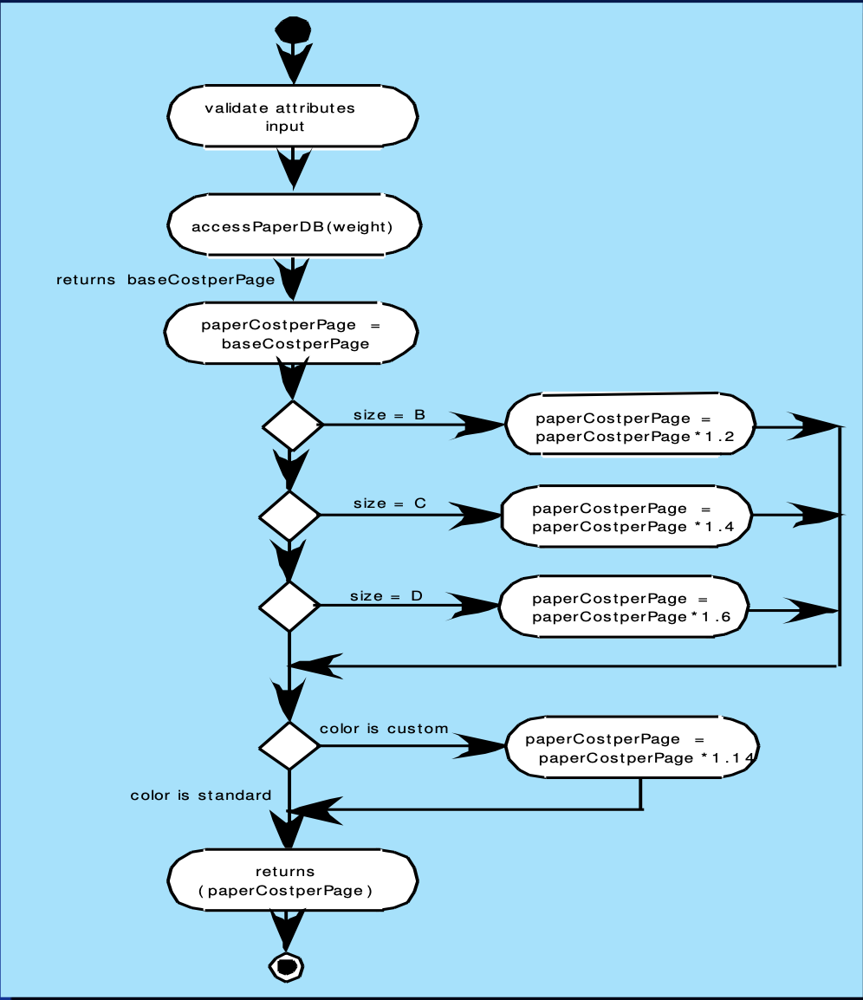 validate attributes
input
accessPaperDB(weight)
returns baseCostperPage
paperCostperPage =
baseCostperPage
size = B
paperCostperPage =
paperCostperPage*1.2
size = C
paperCostperPage =
paperCostperPage*1.4
size = D
paperCostperPage =
paperCostperPage*1.6
color is custom
paperCostperPage =
paperCostperPage*1.14
color is standard
returns
(paperCostperPage)